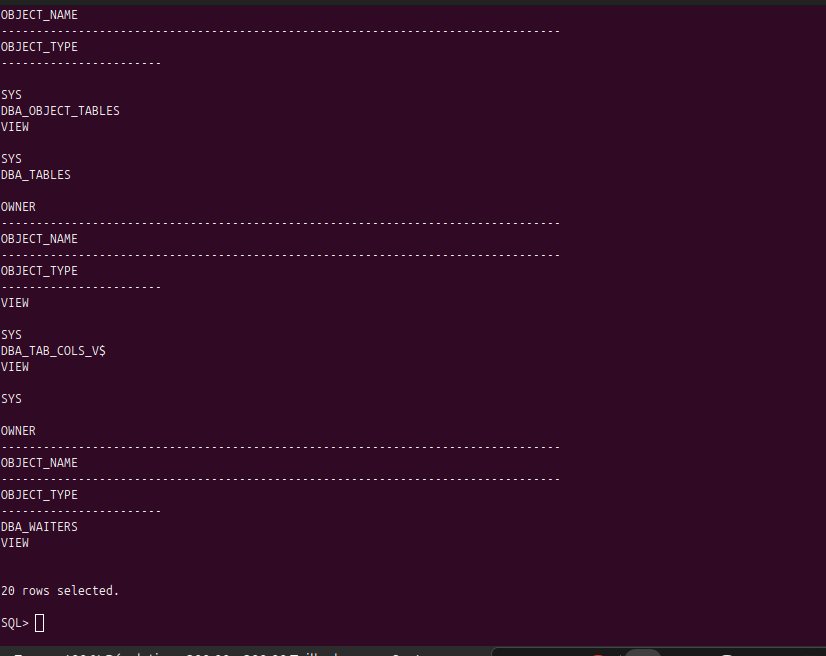 OBJECT_NAME
--------------------------------------------------------------------------------
OBJECT_TYPE
-----------------------
SYS
DBA_OBJECT_TABLES
VIEW
SYS
DBA_TABLES
OWNER
--------------------------------------------------------------------------------
OBJECT_NAME
--------------------------------------------------------------------------------
OBJECT_TYPE
-----------------------
VIEW
SYS
DBA_TAB_COLS_V$
VIEW
SYS
OWNER
--------------------------------------------------------------------------------
OBJECT_NAME
--------------------------------------------------------------------------------
OBJECT_TYPE
-----------------------
DBA_WAITERS
VIEW
20 rows selected.
SQL>